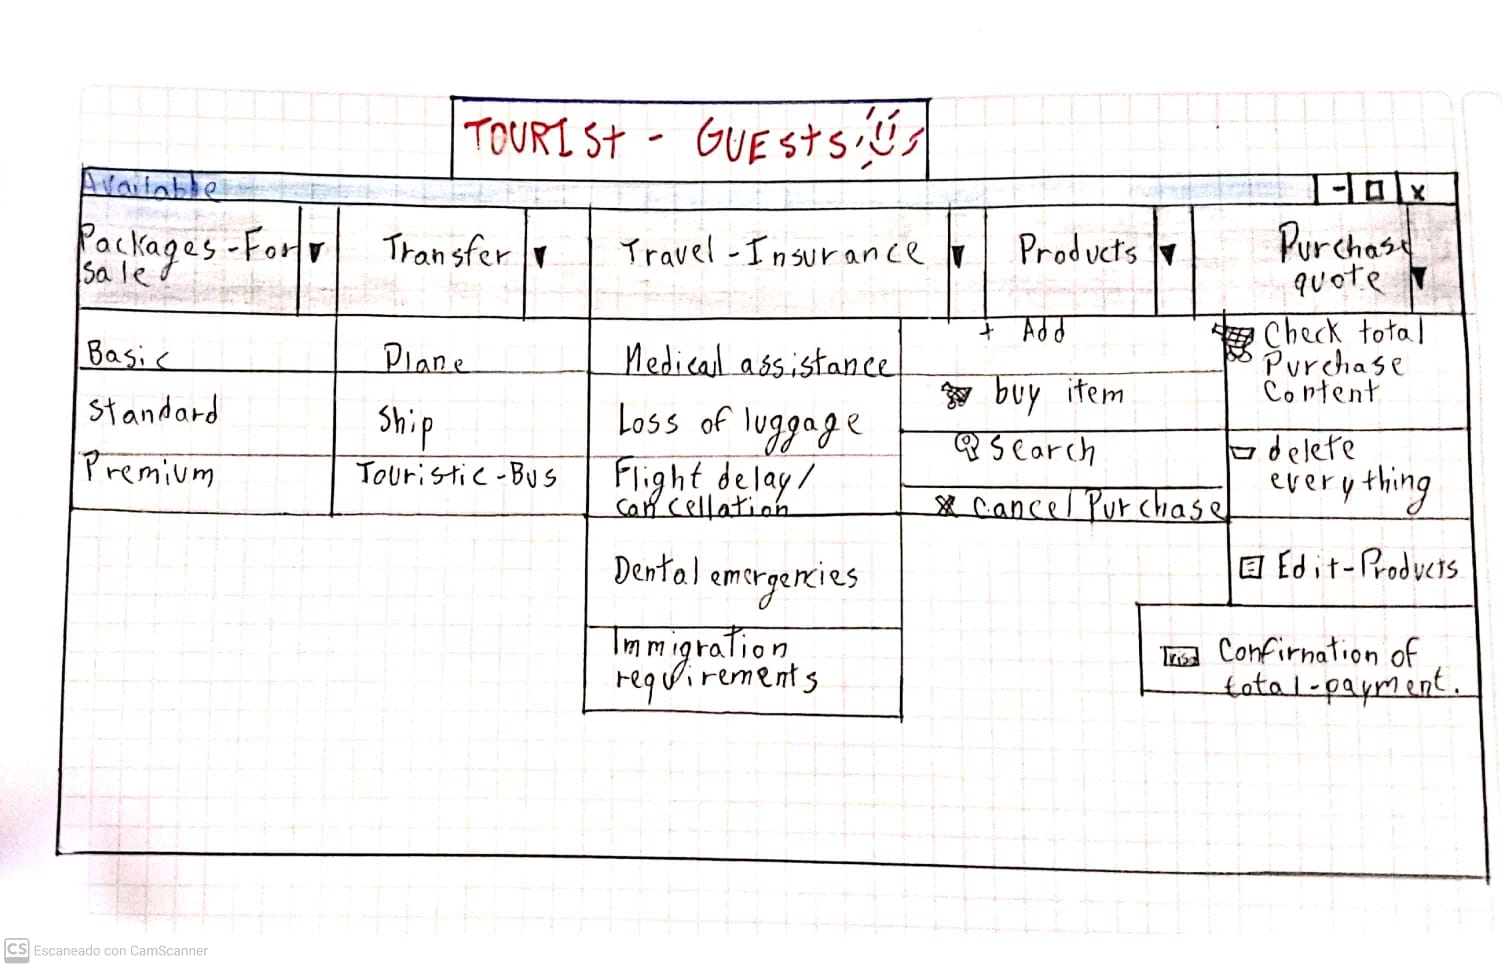 TOURISt - GUEStS
Available
- x
Packages-For
sale
Transfer
Travel-Insurance
Products
Purchase
quote
Basic
Standard
Premium
Plane
Ship
Touristic-Bus
Medical assistance
Loss of luggage
Flight delay/
cancellation
Dental emergencies
Immigration
requirements
+ Add
buy item
Search
x cancel Purchase
Check total
Purchase
Content
delete
everything
Edit-Products
Confirnation of
total-payment.
CS Escaneado con CamScanner